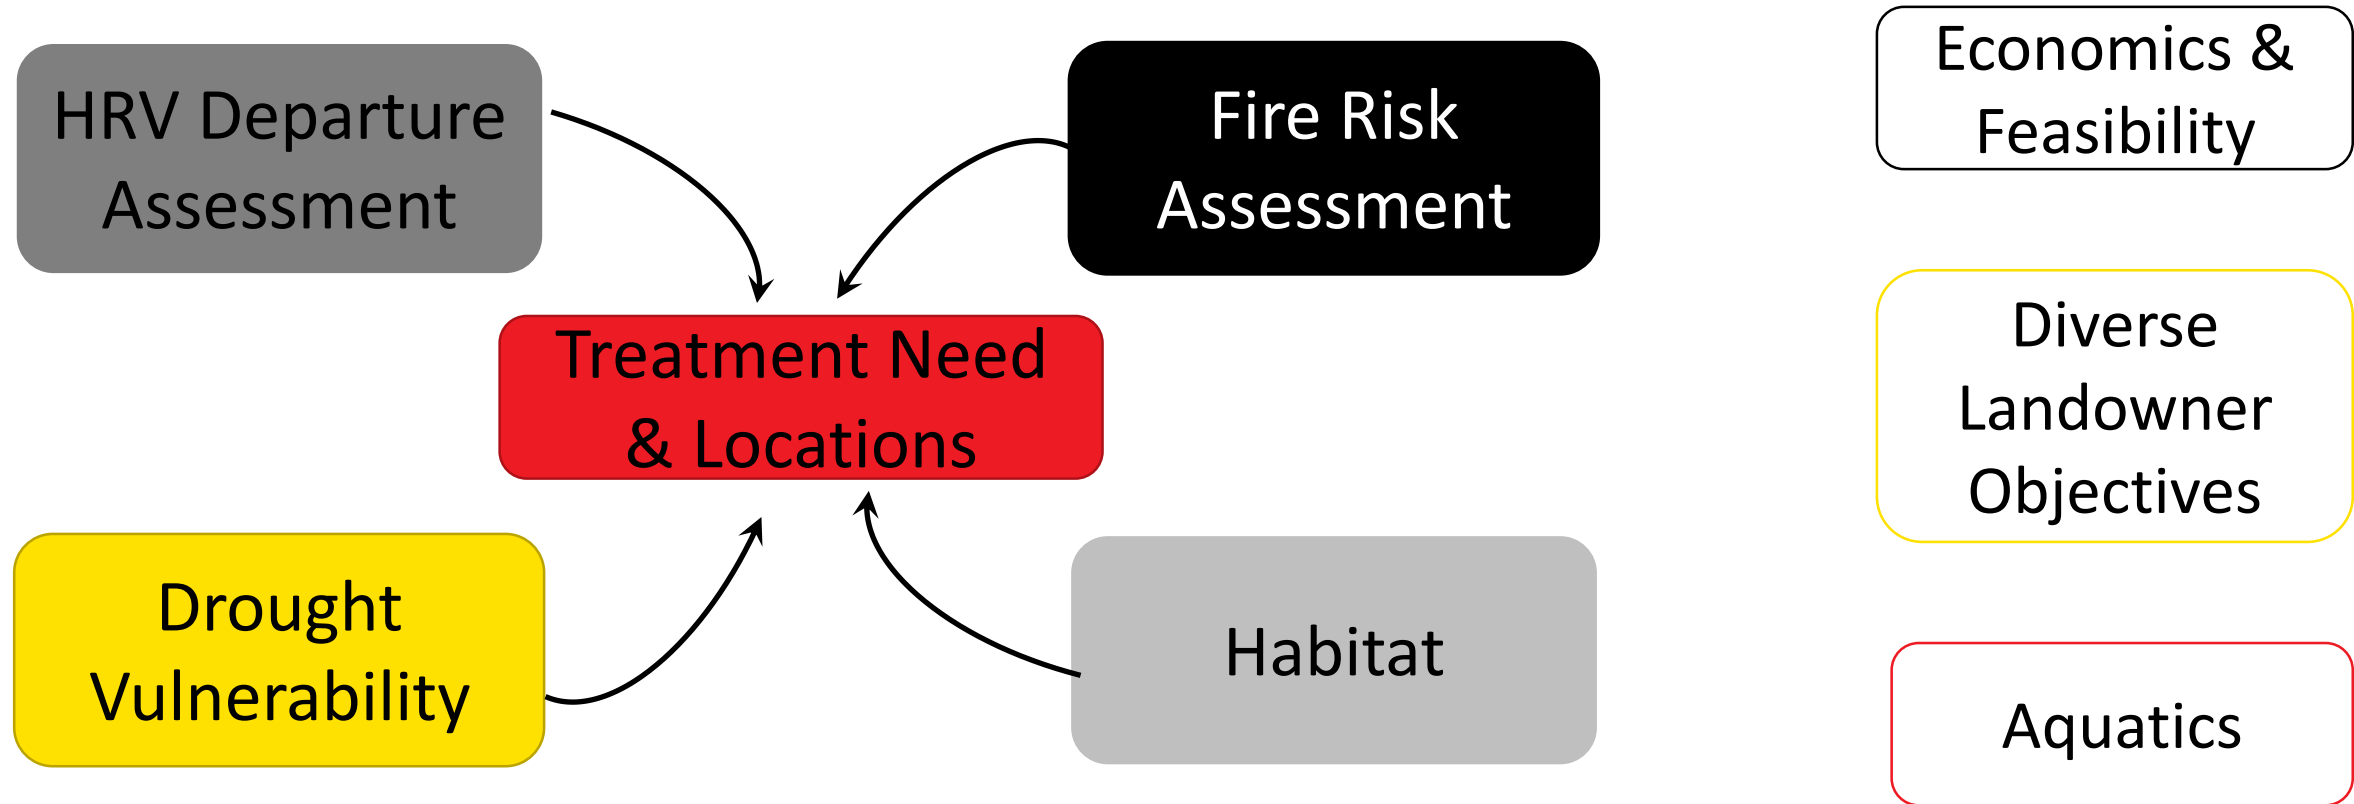 HRV Departure
Assessment
Fire Risk
Assessment
Treatment Need
& Locations
Drought
Vulnerability
Habitat
Economics &
Feasibility
Diverse
Landowner
Objectives
Aquatics